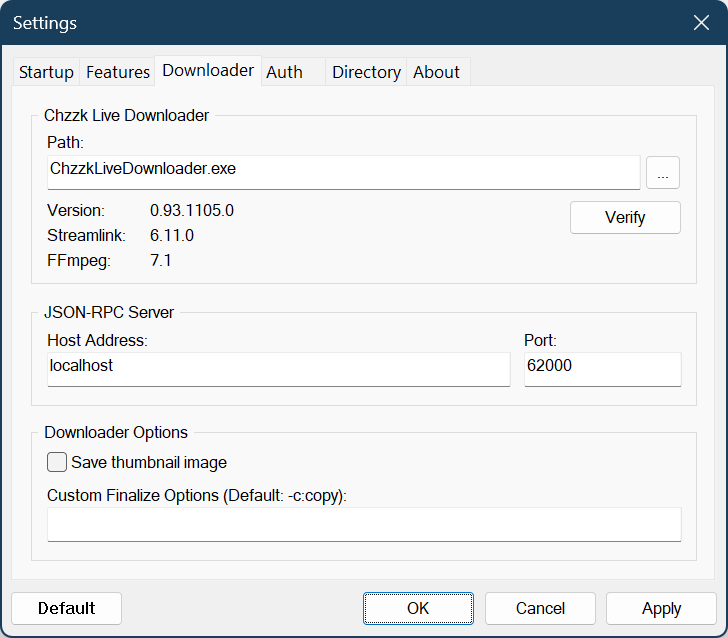 Settings
Startup Features Downloader Auth Directory About
Chzzk Live Downloader
Path:
ChzzkLiveDownloader.exe ...
Version: 0.93.1105.0 Verify
Streamlink: 6.11.0
FFmpeg: 7.1
JSON-RPC Server
Host Address: Port:
localhost 62000
Downloader Options
Save thumbnail image
Custom Finalize Options (Default: -c:copy):
Default OK Cancel Apply